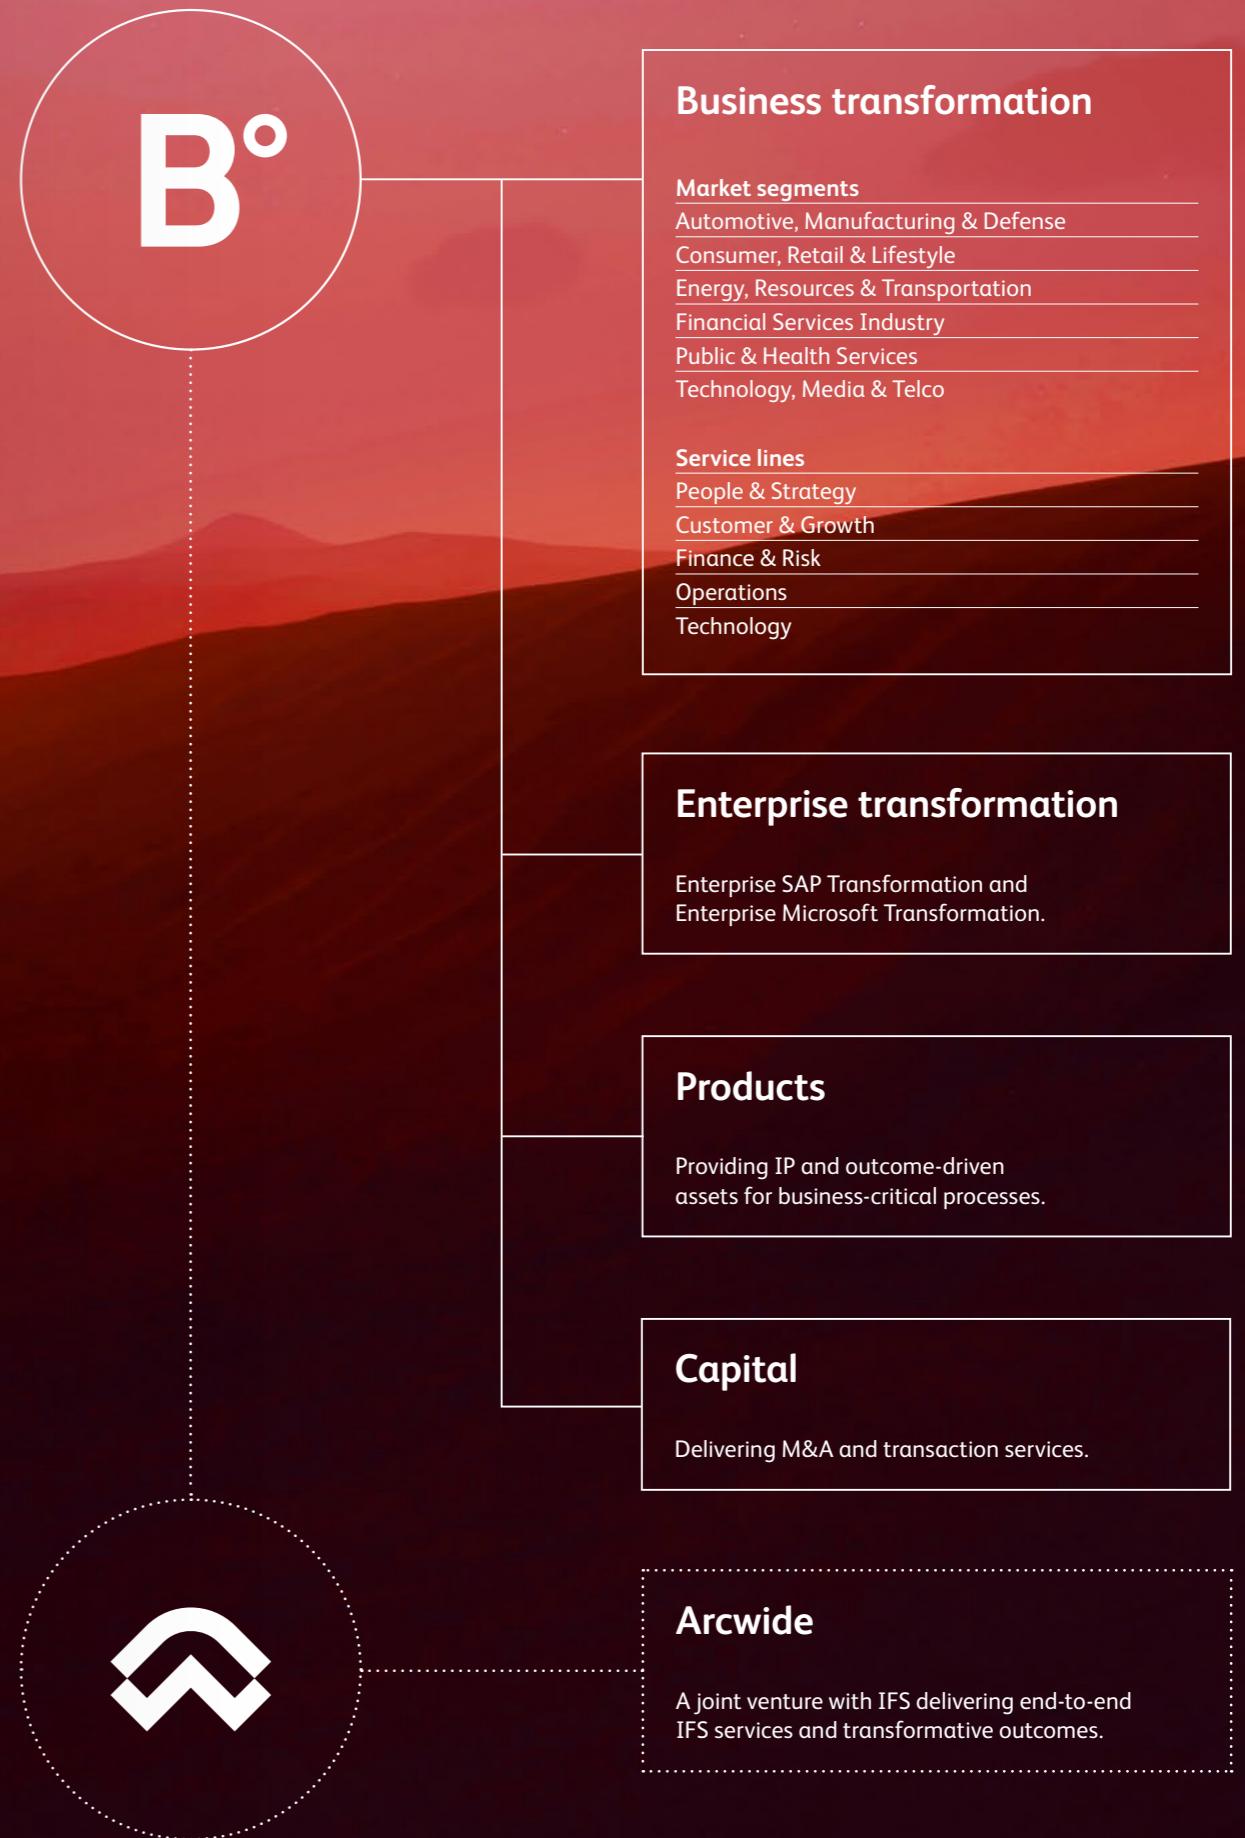 B°
Business transformation
Market segments
Automotive, Manufacturing & Defense
Consumer, Retail & Lifestyle
Energy, Resources & Transportation
Financial Services Industry
Public & Health Services
Technology, Media & Telco
Service lines
People & Strategy
Customer & Growth
Finance & Risk
Operations
Technology
Enterprise transformation
Enterprise SAP Transformation and
Enterprise Microsoft Transformation.
Products
Providing IP and outcome-driven
assets for business-critical processes.
Capital
Delivering M&A and transaction services.
Arcwide
A joint venture with IFS delivering end-to-end
IFS services and transformative outcomes.